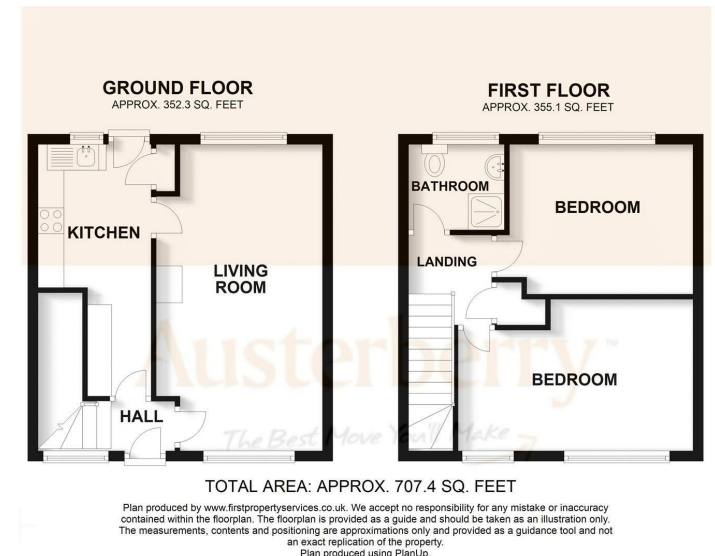 GROUND FLOOR
APPROX. 352.3 SQ. FEET
KITCHEN
LIVING
ROOM
HALL
FIRST FLOOR
APPROX. 355.1 SQ. FEET
BATHROOM
BEDROOM
LANDING
BEDROOM
Austerberry™
The Best Move You'll Make
TOTAL AREA: APPROX. 707.4 SQ. FEET
Plan produced by www.firstpropertyservices.co.uk. We accept no responsibility for any mistake or inaccuracy
contained within the floorplan. The floorplan is provided as a guide and should be taken as an illustration only.
The measurements, contents and positioning are approximations only and provided as a guidance tool and not
an exact replication of the property.
Plan produced using PlanUp.